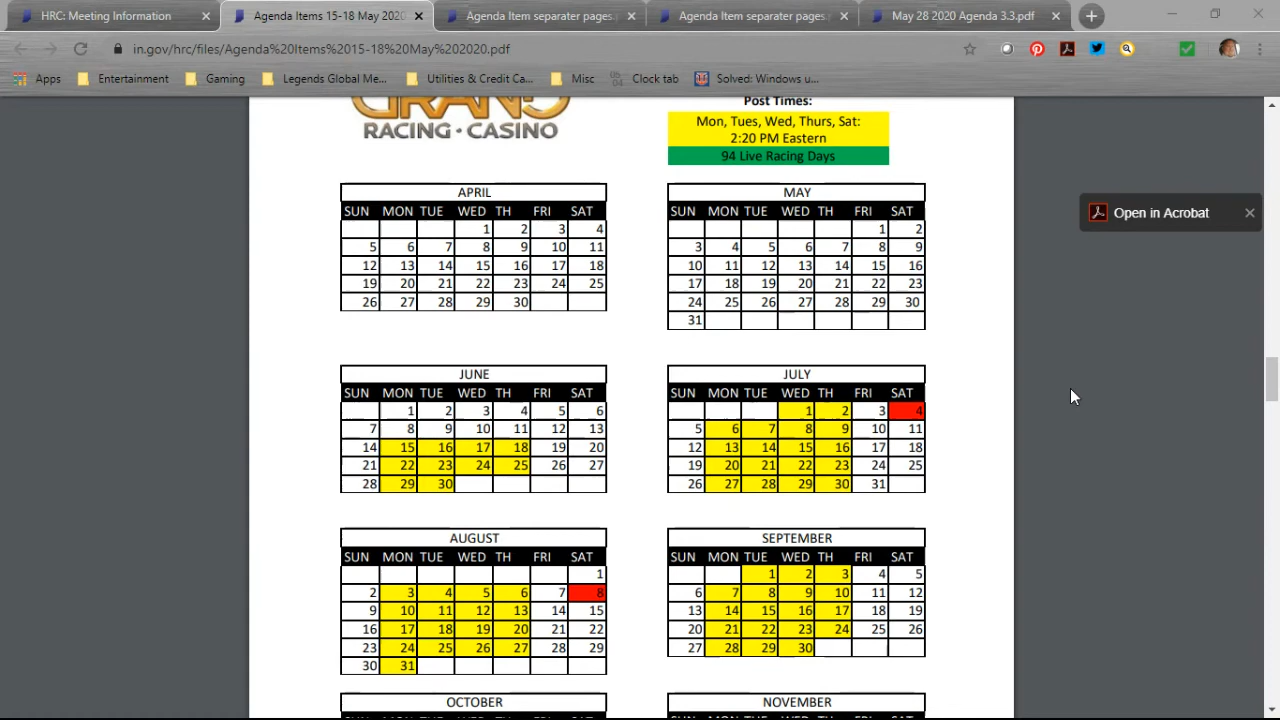 HRC: Meeting Information
Agenda Items 15-18 May 2020
Agenda Item separater pages.
Agenda Item separater pages.
May 28 2020 Agenda 3.3.pdf
in.gov/hrc/files/Agenda%20Items%2015-18%20May%202020.pdf
Apps
Entertainment
Gaming
Legends Global Me...
Utilities & Credit Ca...
Misc
Clock tab
Solved: Windows u...
RACING · CASINO
Post Times:
Mon, Tues, Wed, Thurs, Sat:
2:20 PM Eastern
94 Live Racing Days
Open in Acrobat
APRIL
SUN MON TUE WED TH FRI SAT
1 2 3 4
5 6 7 8 9 10 11
12 13 14 15 16 17 18
19 20 21 22 23 24 25
26 27 28 29 30
MAY
SUN MON TUE WED TH FRI SAT
1 2
3 4 5 6 7 8 9
10 11 12 13 14 15 16
17 18 19 20 21 22 23
24 25 26 27 28 29 30
31
JUNE
SUN MON TUE WED TH FRI SAT
1 2 3 4 5 6
7 8 9 10 11 12 13
14 15 16 17 18 19 20
21 22 23 24 25 26 27
28 29 30
JULY
SUN MON TUE WED TH FRI SAT
1 2 3 4
5 6 7 8 9 10 11
12 13 14 15 16 17 18
19 20 21 22 23 24 25
26 27 28 29 30 31
AUGUST
SUN MON TUE WED TH FRI SAT
1
2 3 4 5 6 7 8
9 10 11 12 13 14 15
16 17 18 19 20 21 22
23 24 25 26 27 28 29
30 31
SEPTEMBER
SUN MON TUE WED TH FRI SAT
1 2 3 4 5
6 7 8 9 10 11 12
13 14 15 16 17 18 19
20 21 22 23 24 25 26
27 28 29 30
OCTOBER
NOVEMBER